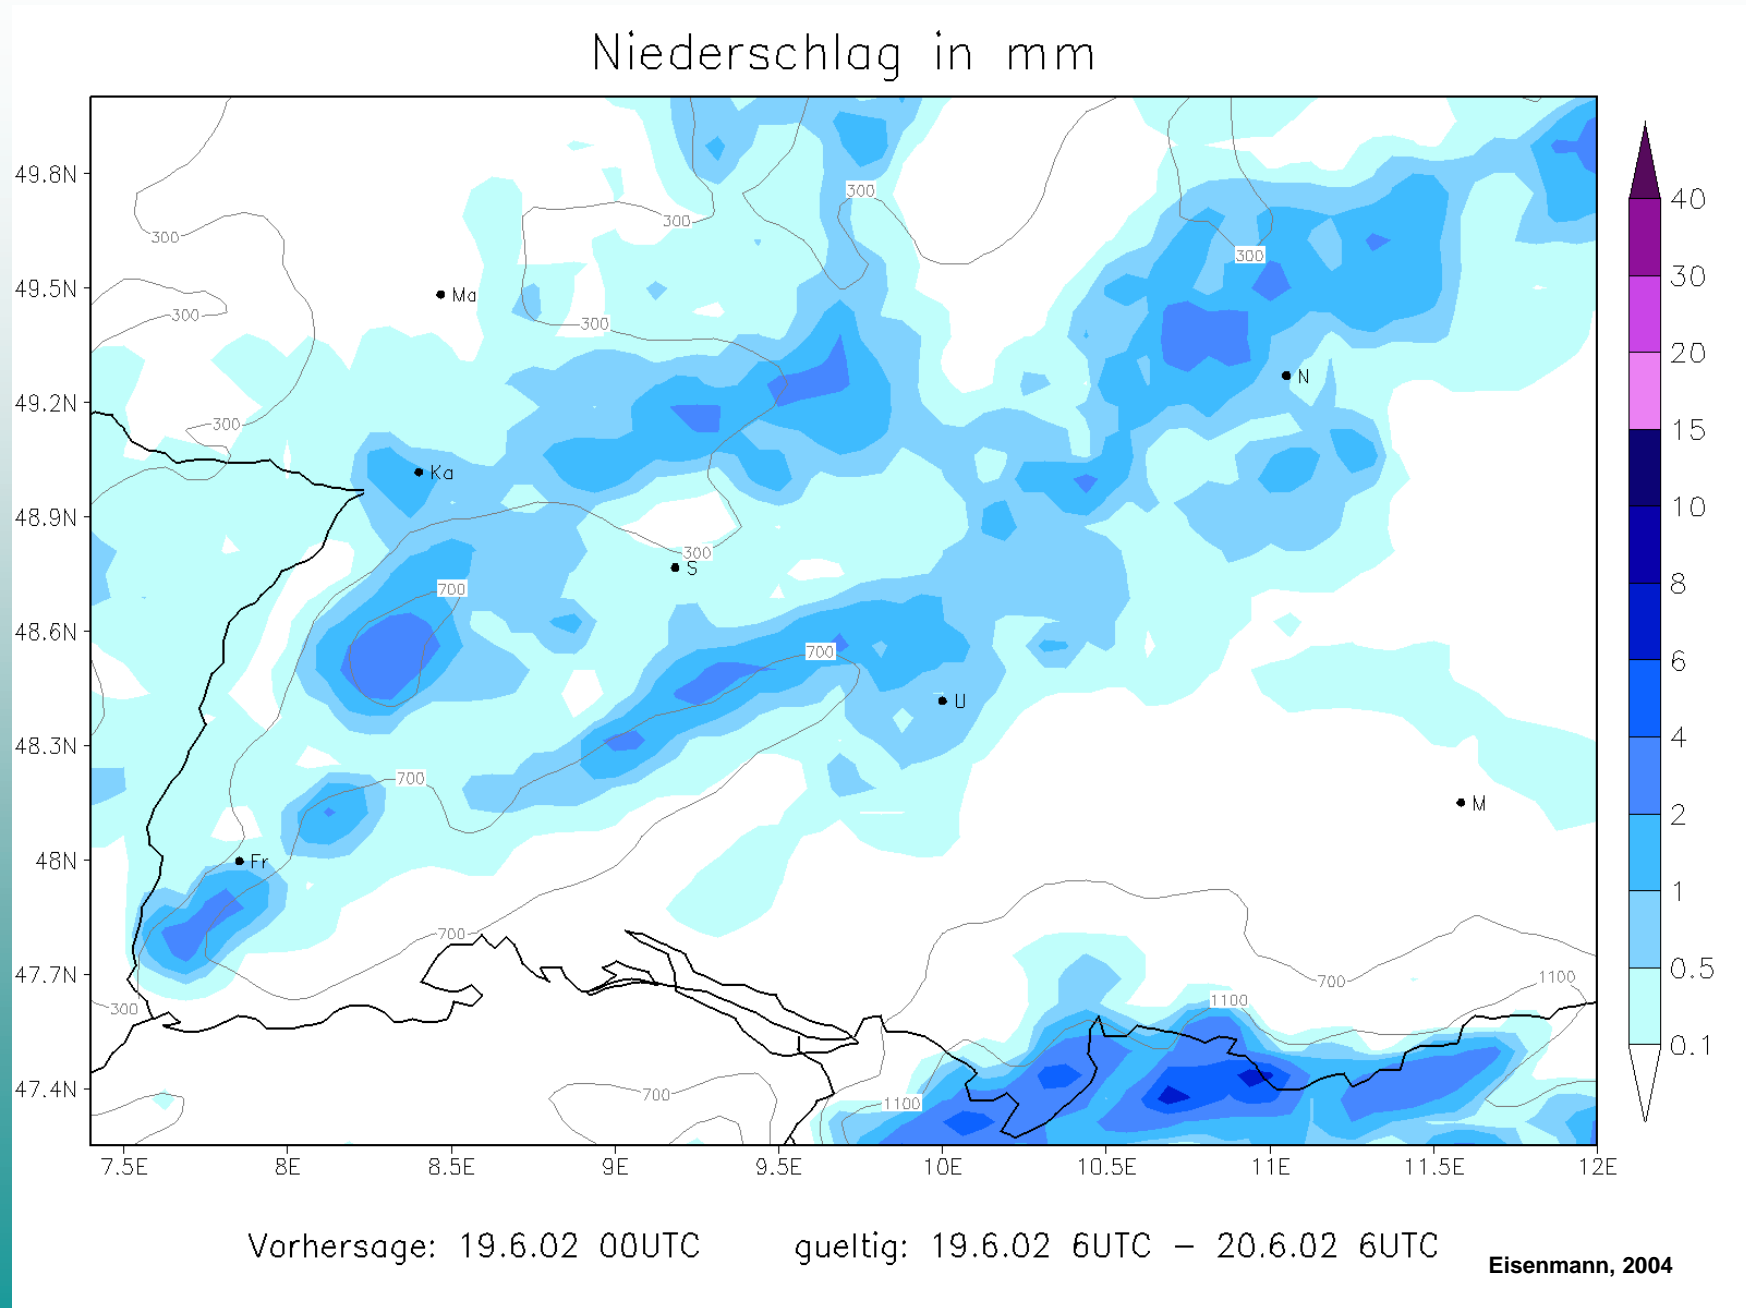 Niederschlag in mm
49.8N
49.5N
49.2N
48.9N
48.6N
48.3N
48N
47.7N
47.4N
7.5E 8E 8.5E 9E 9.5E 10E 10.5E 11E 11.5E 12E
300
300
300
300
300
300
300
300
300
300
700
700
700
700
700
700
1100
1100
1100
Ma
Ka
S
N
U
M
Fr
40
30
20
15
10
8
6
4
2
1
0.5
0.1
Vorhersage: 19.6.02 00UTC gueltig: 19.6.02 6UTC – 20.6.02 6UTC
Eisenmann, 2004